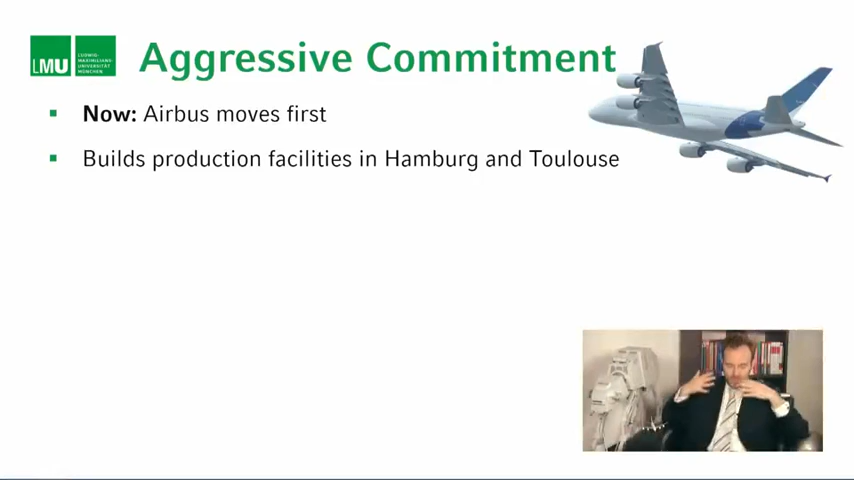 LMU
LUDWIG-
MAXIMILIANS-
UNIVERSITÄT
MÜNCHEN
Aggressive Commitment
Now: Airbus moves first
Builds production facilities in Hamburg and Toulouse